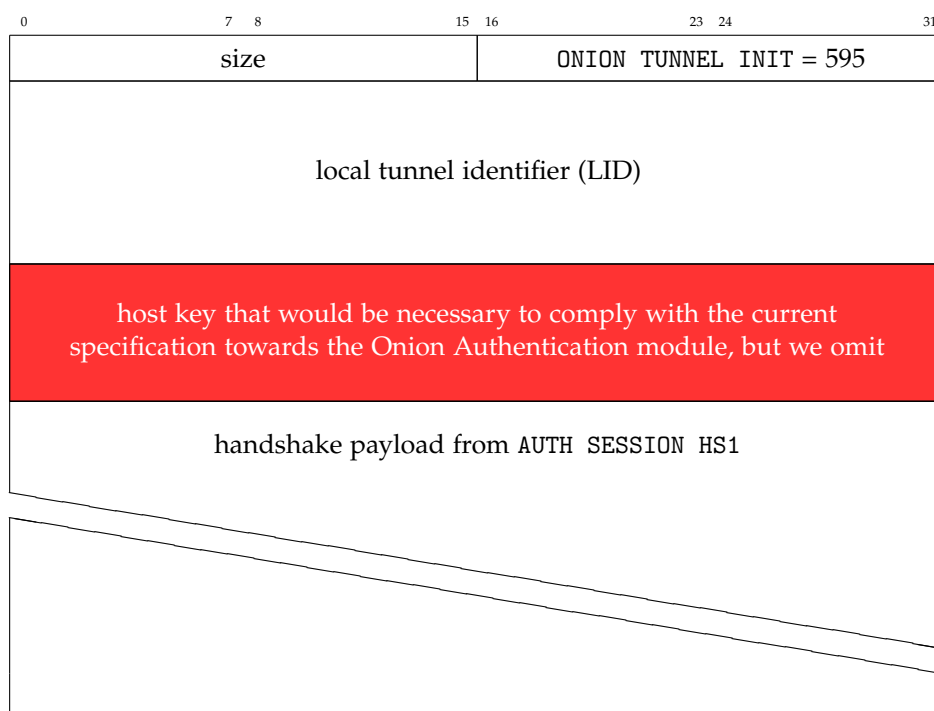 0 7 8 15 16 23 24 31
size ONION TUNNEL INIT = 595
local tunnel identifier (LID)
host key that would be necessary to comply with the current
specification towards the Onion Authentication module, but we omit
handshake payload from AUTH SESSION HS1